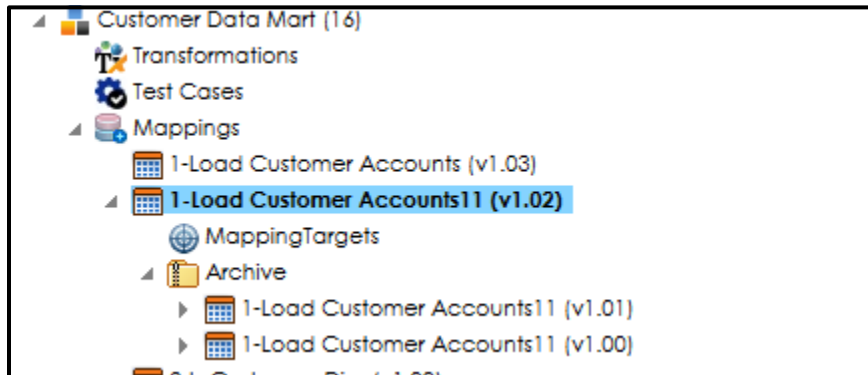 Customer Data Mart (16)
Transformations
Test Cases
Mappings
1-Load Customer Accounts (v1.03)
1-Load Customer Accounts11 (v1.02)
MappingTargets
Archive
1-Load Customer Accounts11 (v1.01)
1-Load Customer Accounts11 (v1.00)